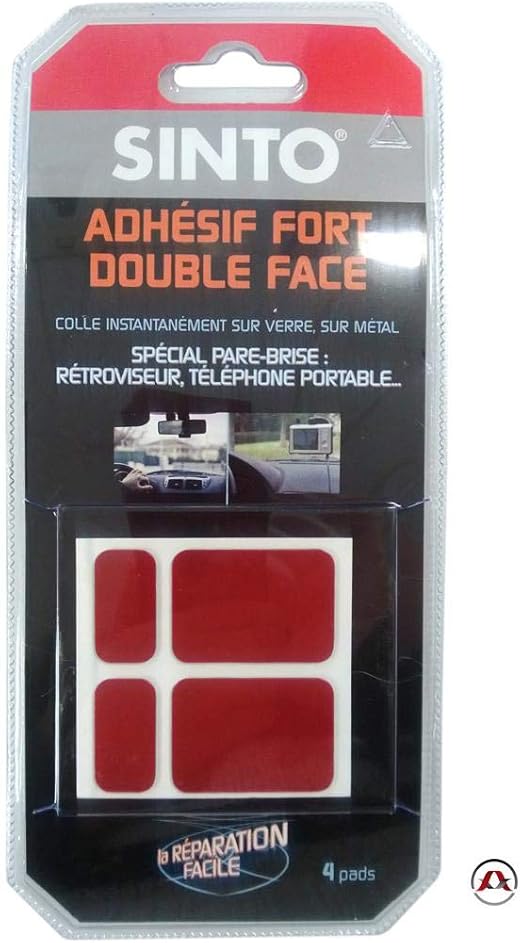 SINTO®
ADHÉSIF FORT
DOUBLE FACE
COLLE INSTANTANÉMENT SUR VERRE, SUR MÉTAL
SPÉCIAL PARE-BRISE :
RÉTROVISEUR, TÉLÉPHONE PORTABLE...
la RÉPARATION
FACILE
4 pads